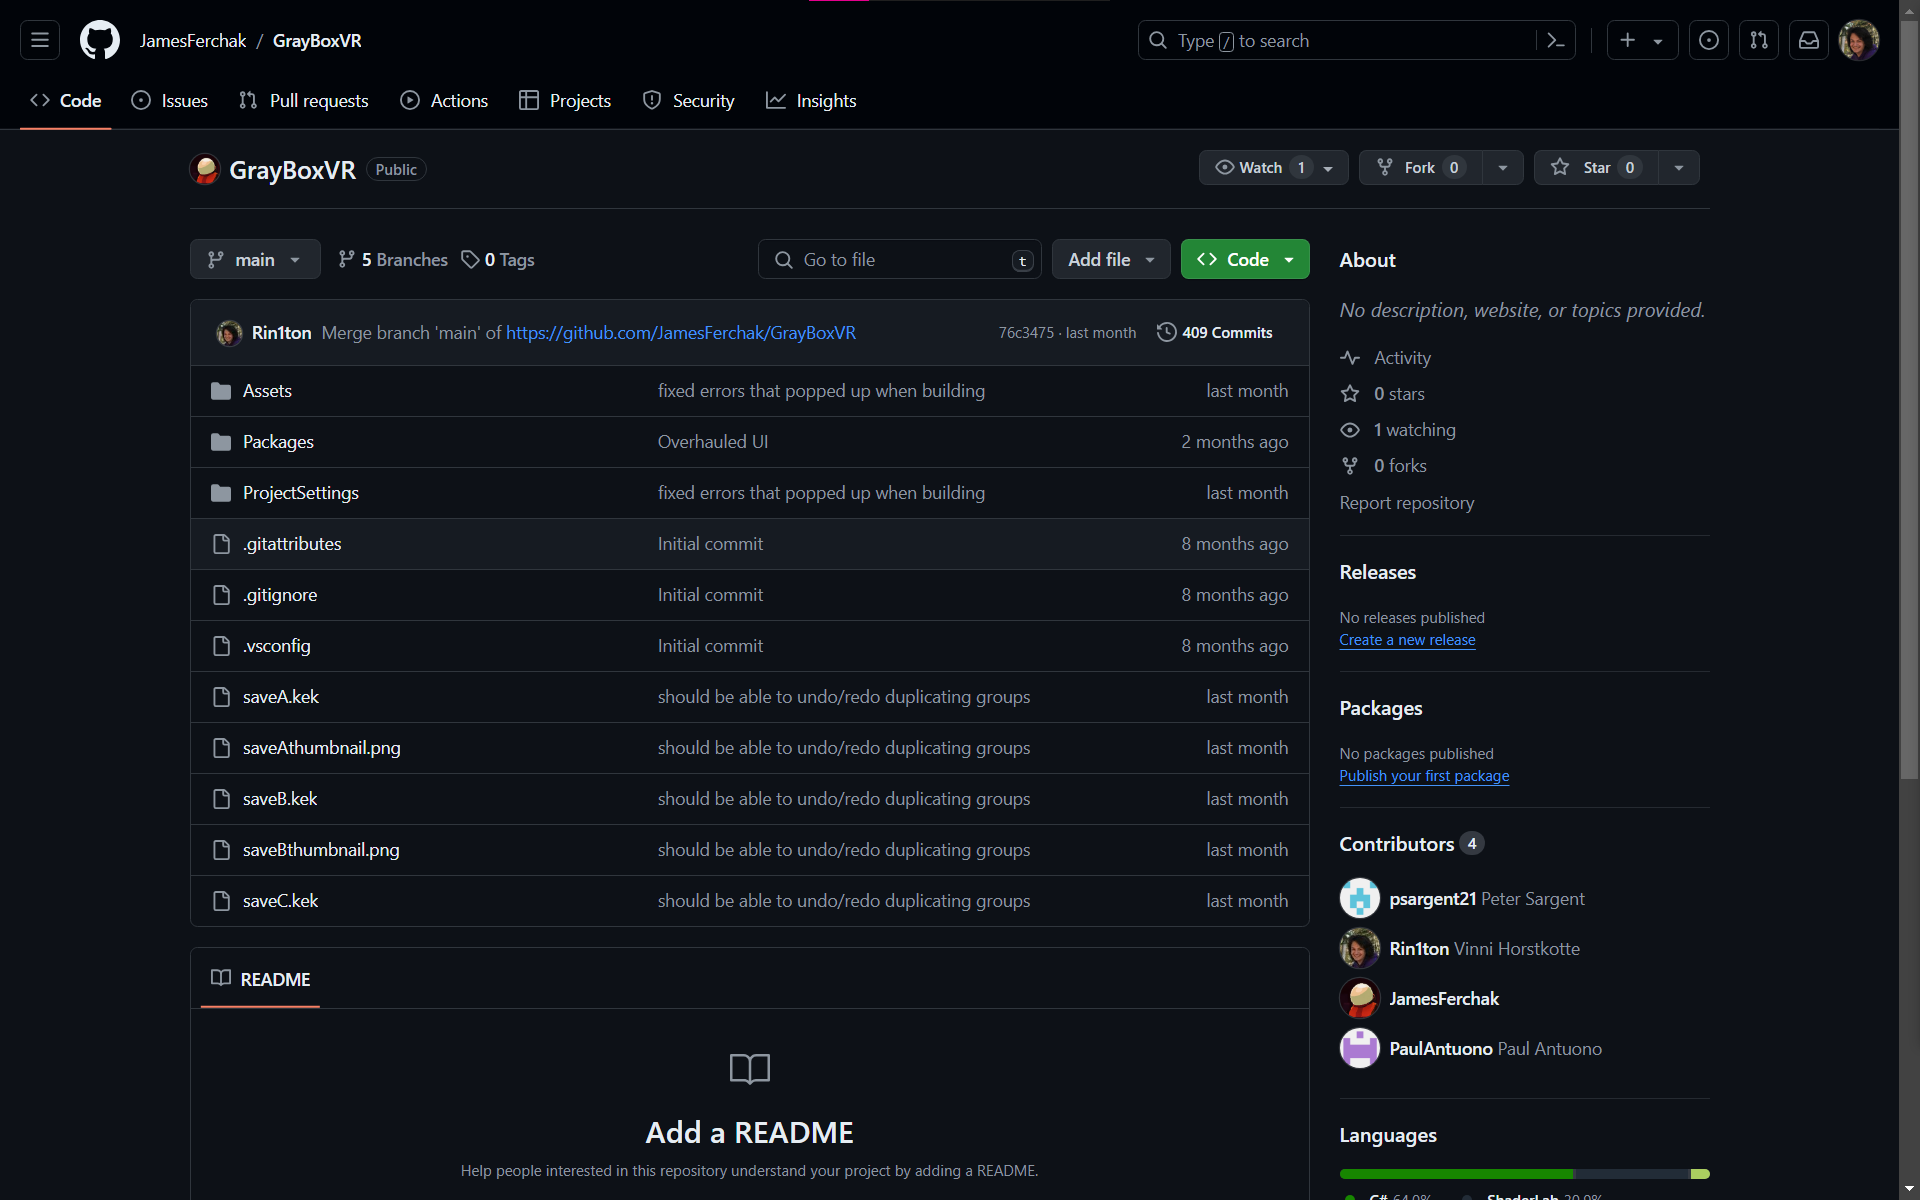 JamesFerchak / GrayBoxVR
Type / to search
Code Issues Pull requests Actions Projects Security Insights
GrayBoxVR Public
Watch 1 Fork 0 Star 0
main 5 Branches 0 Tags Go to file t Add file Code
Rin1ton Merge branch 'main' of https://github.com/JamesFerchak/GrayBoxVR 76c3475 · last month 409 Commits
Assets fixed errors that popped up when building last month
Packages Overhauled UI 2 months ago
ProjectSettings fixed errors that popped up when building last month
.gitattributes Initial commit 8 months ago
.gitignore Initial commit 8 months ago
.vsconfig Initial commit 8 months ago
saveA.kek should be able to undo/redo duplicating groups last month
saveAthumbnail.png should be able to undo/redo duplicating groups last month
saveB.kek should be able to undo/redo duplicating groups last month
saveBthumbnail.png should be able to undo/redo duplicating groups last month
saveC.kek should be able to undo/redo duplicating groups last month
README
Add a README
Help people interested in this repository understand your project by adding a README.
About
No description, website, or topics provided.
Activity
0 stars
1 watching
0 forks
Report repository
Releases
No releases published
Create a new release
Packages
No packages published
Publish your first package
Contributors 4
psargent21 Peter Sargent
Rin1ton Vinni Horstkotte
JamesFerchak
PaulAntuono Paul Antuono
Languages
C# ShaderLab